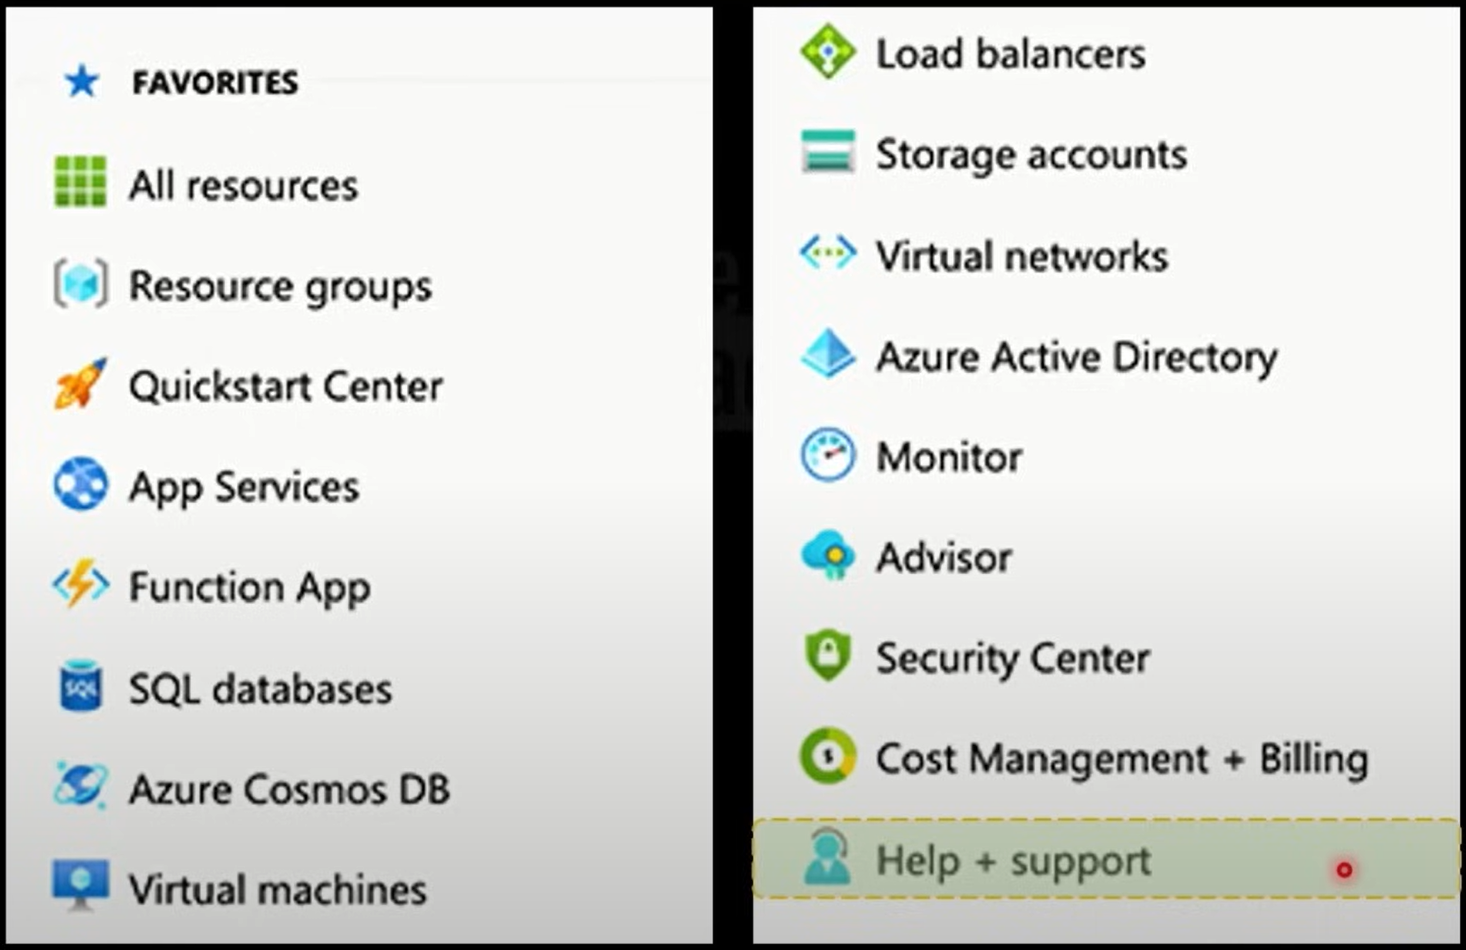 FAVORITES
All resources
Resource groups
Quickstart Center
App Services
Function App
SQL databases
SQL
Azure Cosmos DB
Virtual machines
Load balancers
Storage accounts
Virtual networks
Azure Active Directory
Monitor
Advisor
Security Center
Cost Management + Billing
$
Help + support